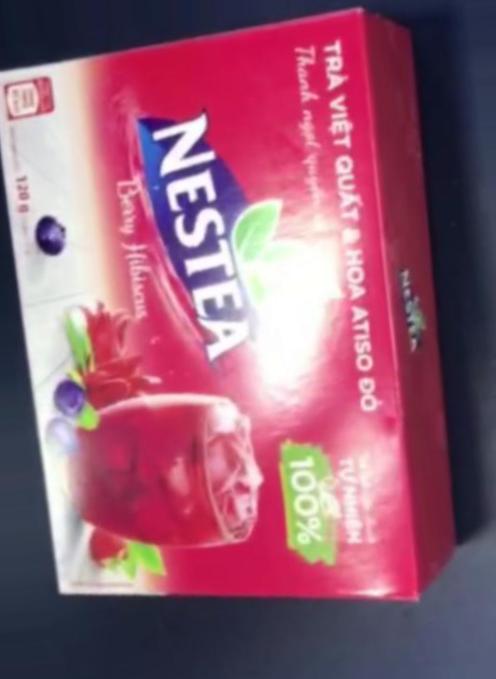 TRÀ VIỆT QUẤT & HOA ATISO ĐỎ
Thanh ngọt
NESTEA
Berry Hibiscus
TỰ NHIÊN
100%
120 g
NESTEA